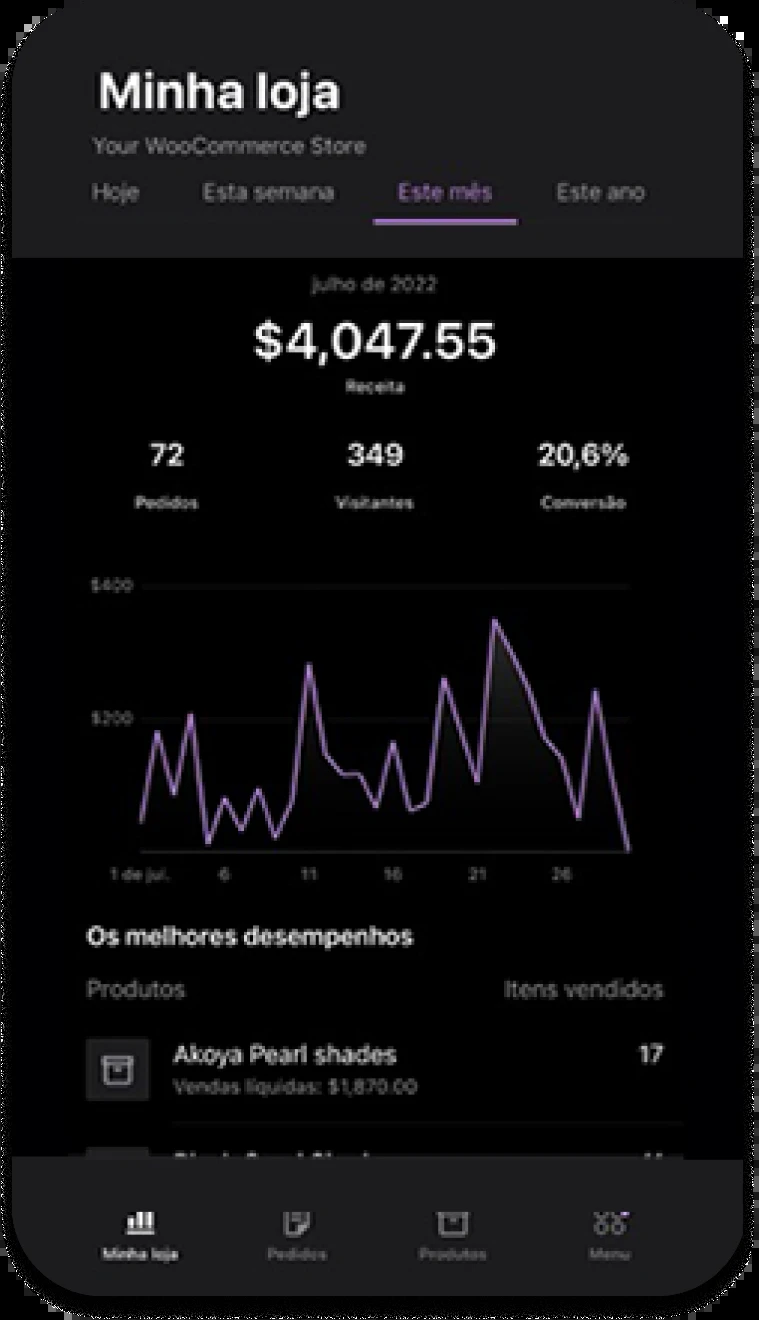 Minha loja
Your WooCommerce Store
Hoje Esta semana Este mês Este ano
julho de 2022
$4,047.55
Receita
72 349 20,6%
Pedidos Visitantes Conversão
$400
$200
1 de jul. 6 11 16 21 26
Os melhores desempenhos
Produtos Itens vendidos
Akoya Pearl shades 17
Vendas líquidas: $1,870.00
Minha loja Pedidos Produtos Menu